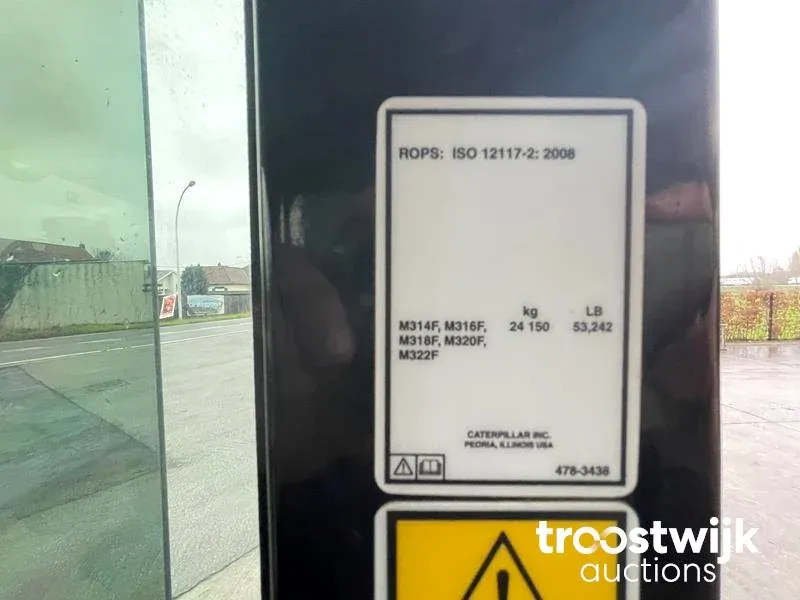 ROPS: ISO 12117-2: 2008
kg LB
M314F, M316F, 24 150 53,242
M318F, M320F,
M322F
CATERPILLAR INC.
PEORIA, ILLINOIS USA
478-3438
troostwijk
auctions